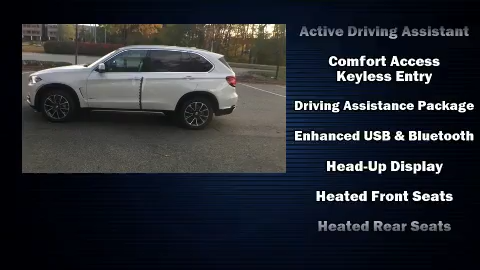 Active Driving Assistant
Comfort Access
Keyless Entry
Driving Assistance Package
Enhanced USB & Bluetooth
Head-Up Display
Heated Front Seats
Heated Rear Seats